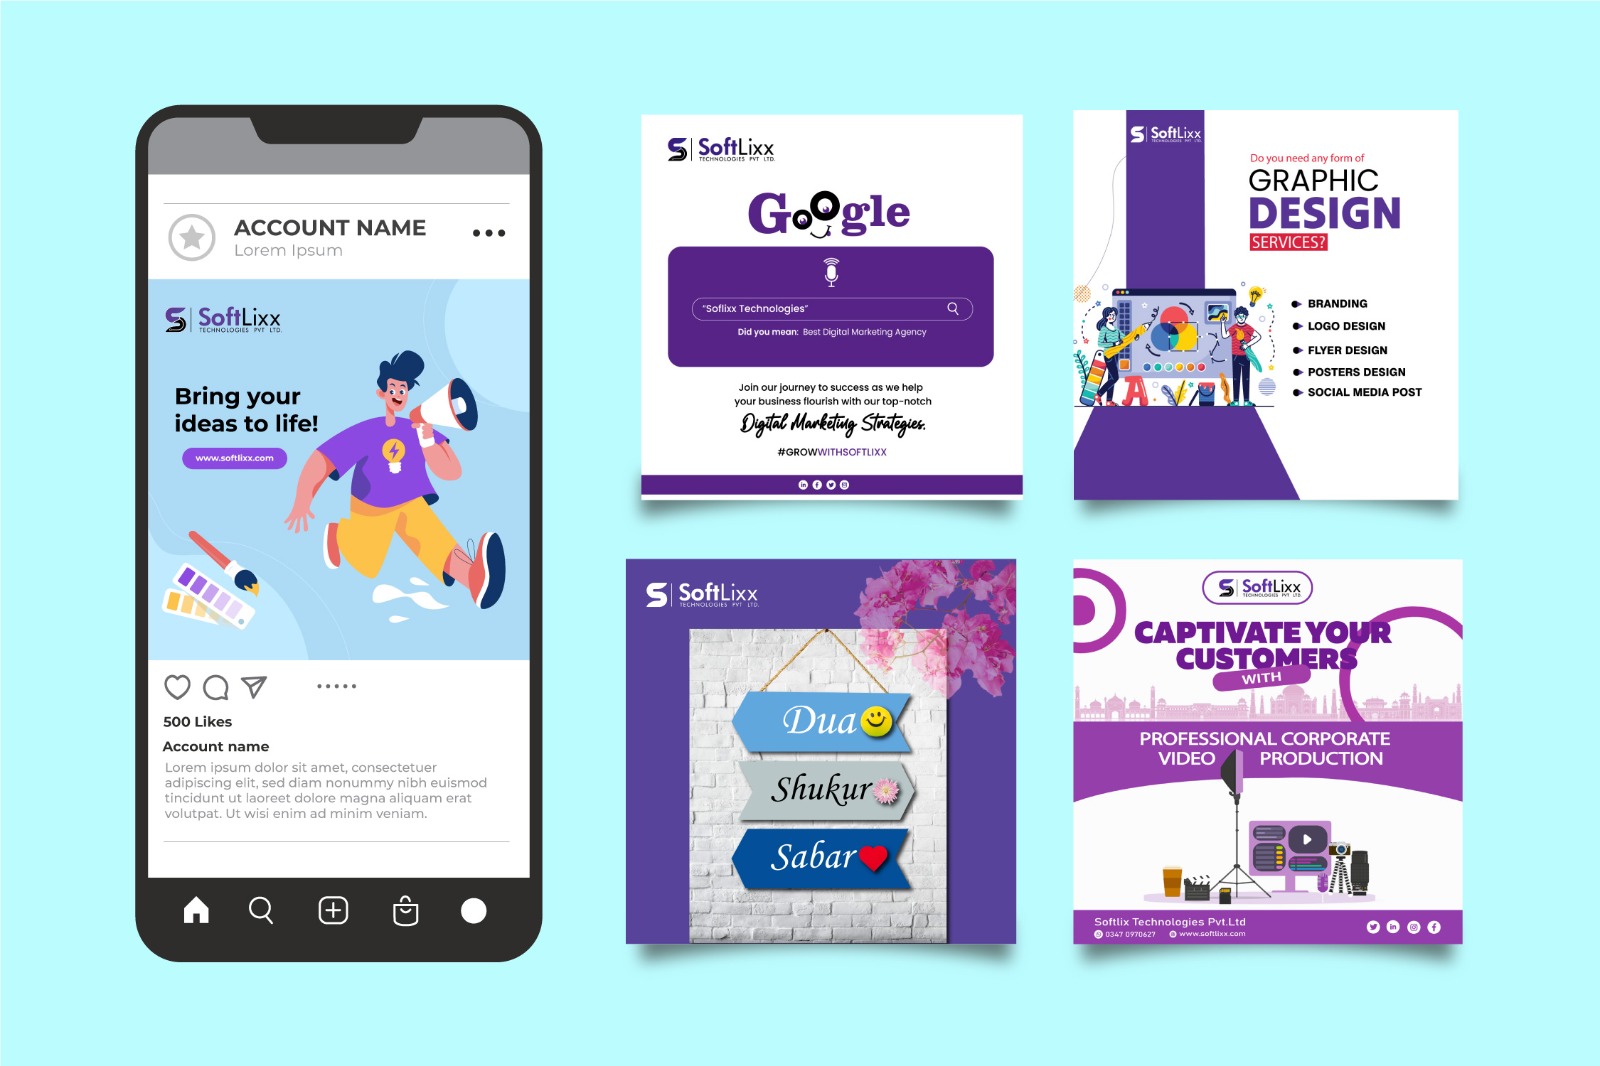 ACCOUNT NAME
Lorem Ipsum
SoftLixx
TECHNOLOGIES PVT LTD.
Bring your
ideas to life!
www.softlixx.com
500 Likes
Account name
Lorem ipsum dolor sit amet, consectetuer
adipiscing elit, sed diam nonummy nibh euismod
tincidunt ut laoreet dolore magna aliquam erat
volutpat. Ut wisi enim ad minim veniam.
SoftLixx
TECHNOLOGIES PVT LTD.
Google
"Soflixx Technologies"
Did you mean: Best Digital Marketing Agency
Join our journey to success as we help
your business flourish with our top-notch
Digital Marketing Strategies.
#GROWWITHSOFTLIXX
SoftLixx
TECHNOLOGIES PVT LTD.
Do you need any form of
GRAPHIC
DESIGN
SERVICES?
BRANDING
LOGO DESIGN
FLYER DESIGN
POSTERS DESIGN
SOCIAL MEDIA POST
A
SoftLixx
TECHNOLOGIES PVT LTD.
Dua
Shukur
Sabar
SoftLixx
TECHNOLOGIES PVT LTD.
CAPTIVATE YOUR
CUSTOMERS
WITH
PROFESSIONAL CORPORATE
VIDEO PRODUCTION
Softlix Technologies Pvt.Ltd
0347 0970627 www.softlixx.com